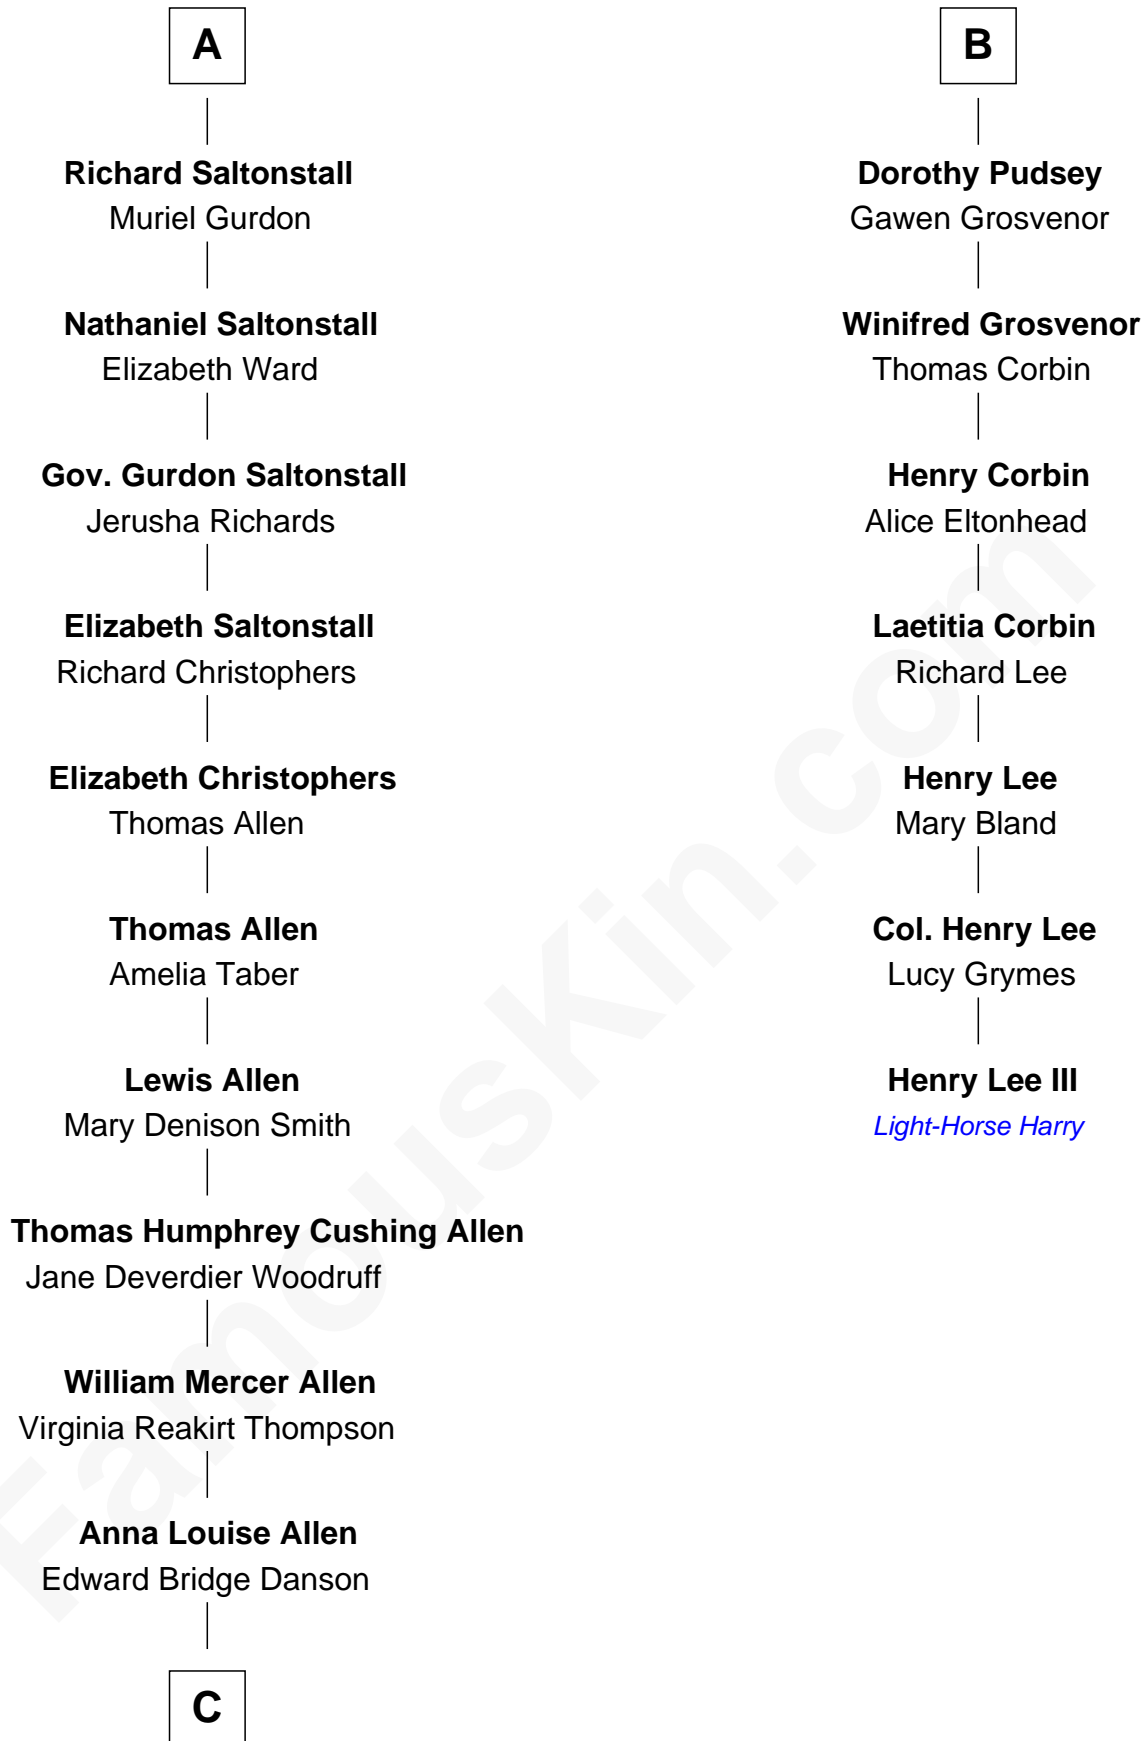 A
Richard Saltonstall
Muriel Gurdon
Nathaniel Saltonstall
Elizabeth Ward
Gov. Gurdon Saltonstall
Jerusha Richards
Elizabeth Saltonstall
Richard Christophers
Elizabeth Christophers
Thomas Allen
Thomas Allen
Amelia Taber
Lewis Allen
Mary Denison Smith
Thomas Humphrey Cushing Allen
Jane Deverdier Woodruff
William Mercer Allen
Virginia Reakirt Thompson
Anna Louise Allen
Edward Bridge Danson
C
B
Dorothy Pudsey
Gawen Grosvenor
Winifred Grosvenor
Thomas Corbin
Henry Corbin
Alice Eltonhead
Laetitia Corbin
Richard Lee
Henry Lee
Mary Bland
Col. Henry Lee
Lucy Grymes
Henry Lee III
Light-Horse Harry
FamousKin.com